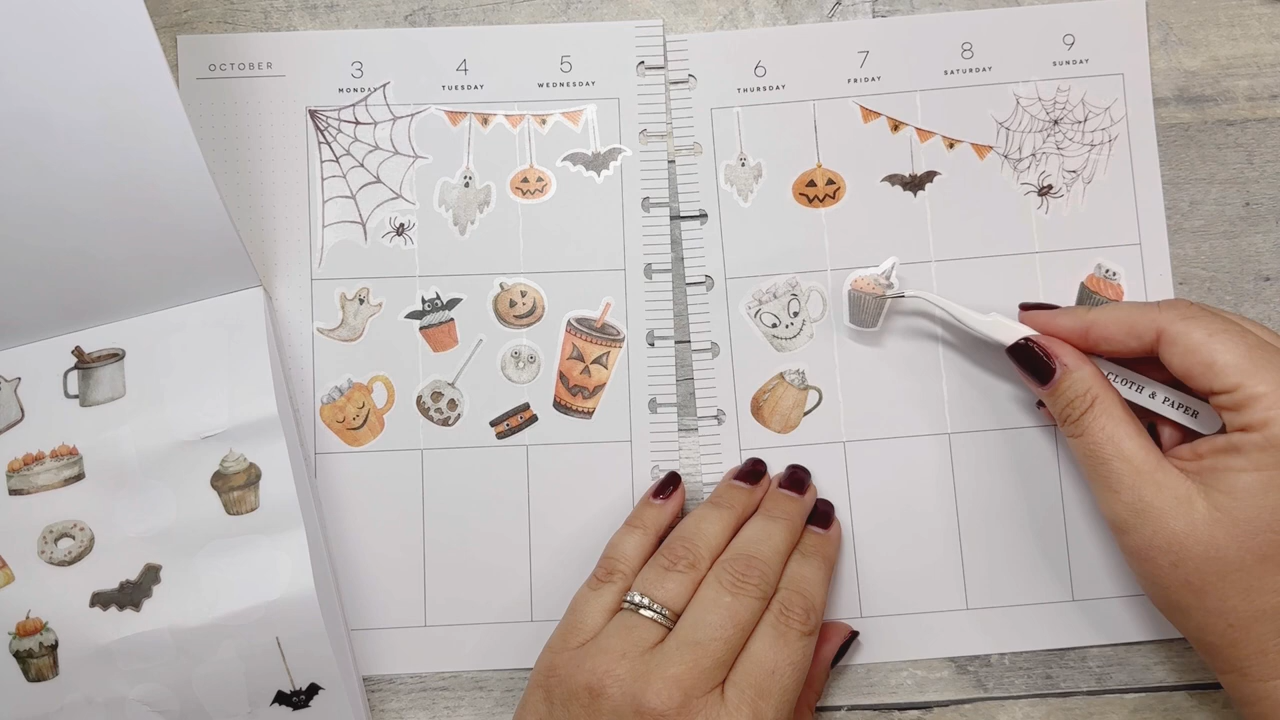 OCTOBER
3
MONDAY
4
TUESDAY
5
WEDNESDAY
6
THURSDAY
7
FRIDAY
8
SATURDAY
9
SUNDAY
CLOTH & PAPER